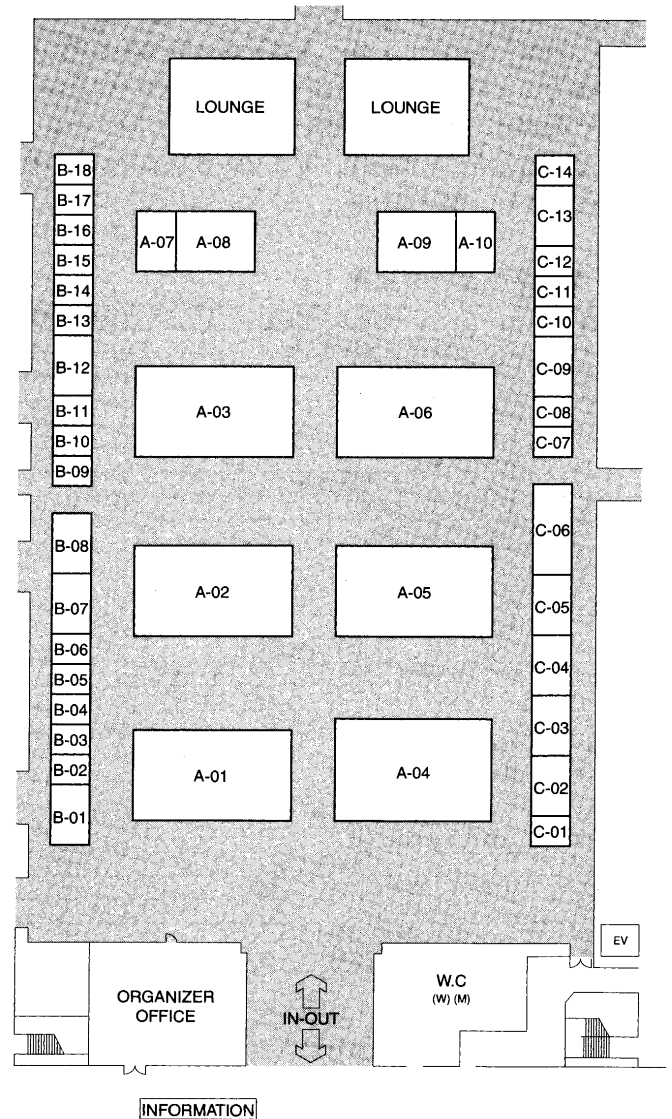 LOUNGE LOUNGE
B-18
B-17
B-16
B-15
B-14
B-13
B-12
B-11
B-10
B-09
B-08
B-07
B-06
B-05
B-04
B-03
B-02
B-01
A-07 A-08
A-09 A-10
A-03 A-06
A-02 A-05
A-01 A-04
C-14
C-13
C-12
C-11
C-10
C-09
C-08
C-07
C-06
C-05
C-04
C-03
C-02
C-01
EV
ORGANIZER
OFFICE
IN-OUT
W.C
(W) (M)
INFORMATION